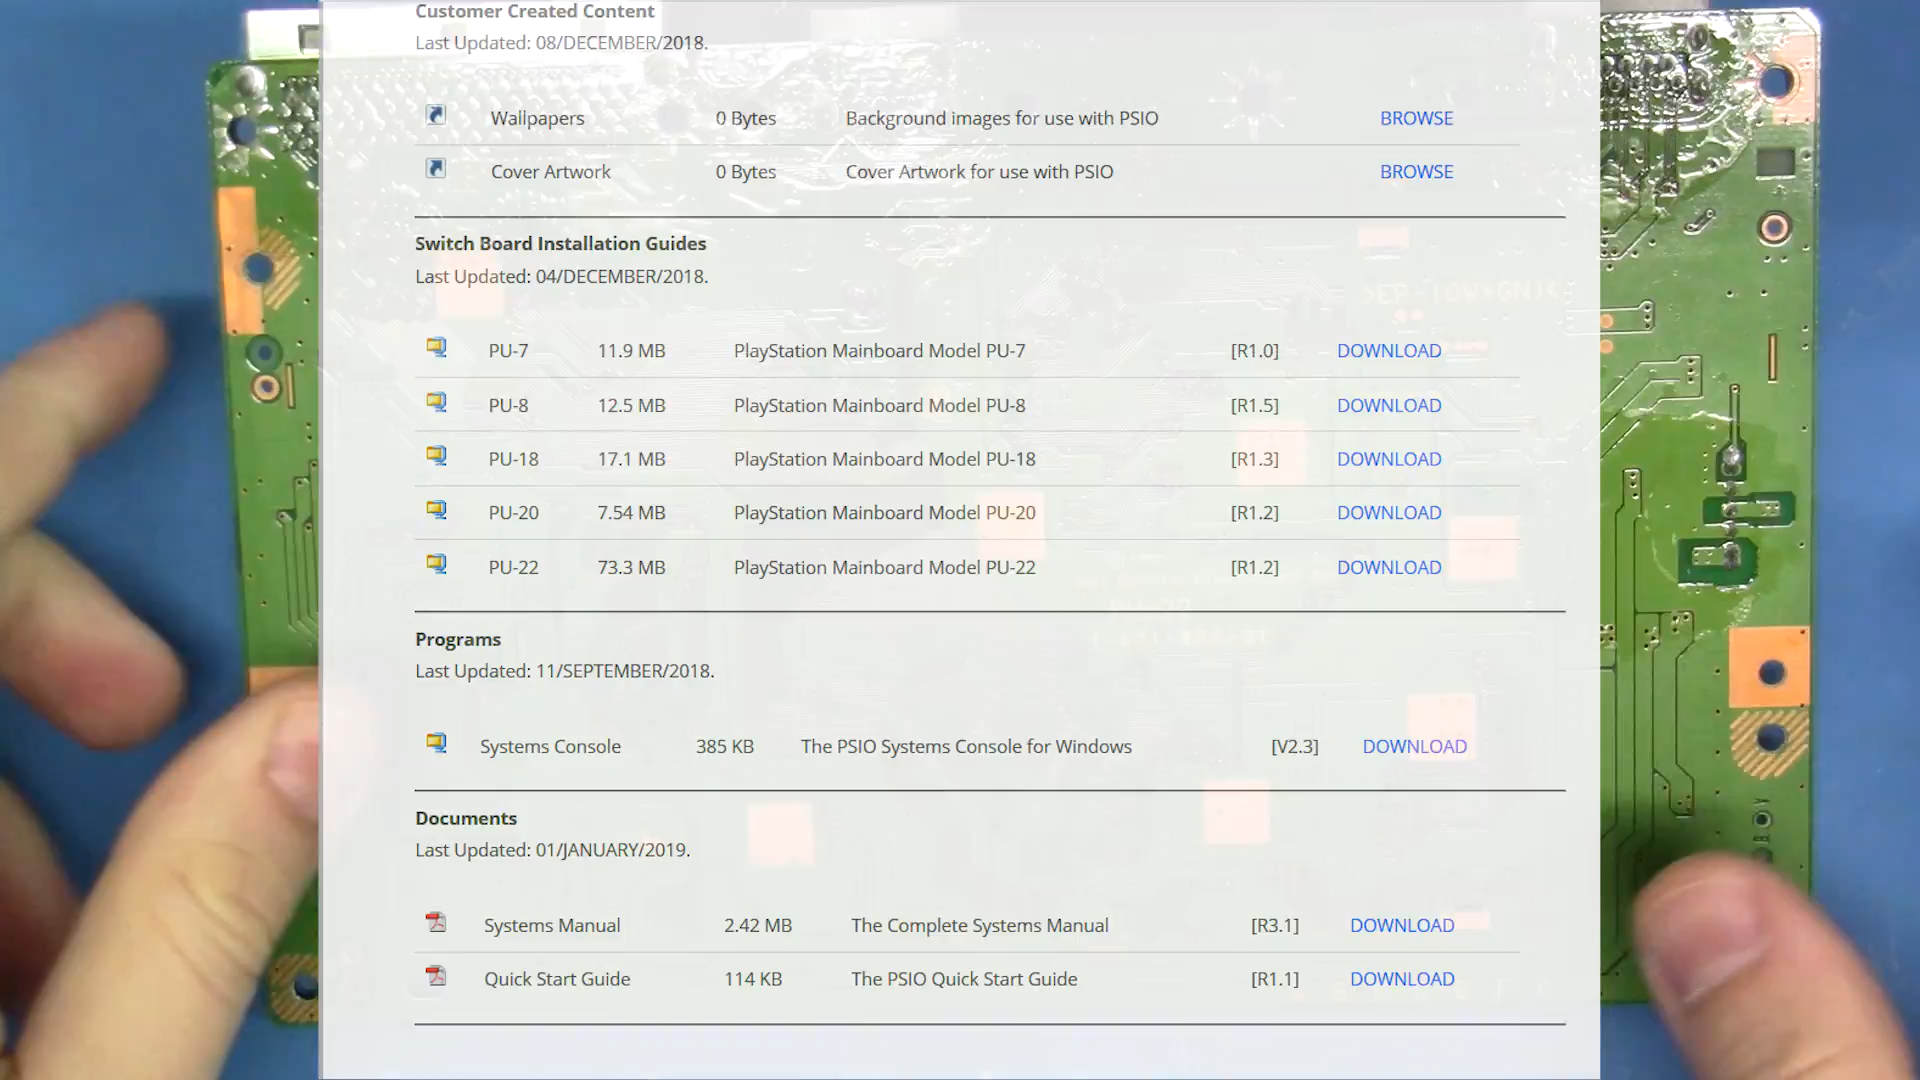 Customer Created Content
Last Updated: 08/DECEMBER/2018.
Wallpapers 0 Bytes Background images for use with PSIO BROWSE
Cover Artwork 0 Bytes Cover Artwork for use with PSIO BROWSE
Switch Board Installation Guides
Last Updated: 04/DECEMBER/2018.
PU-7 11.9 MB PlayStation Mainboard Model PU-7 [R1.0] DOWNLOAD
PU-8 12.5 MB PlayStation Mainboard Model PU-8 [R1.5] DOWNLOAD
PU-18 17.1 MB PlayStation Mainboard Model PU-18 [R1.3] DOWNLOAD
PU-20 7.54 MB PlayStation Mainboard Model PU-20 [R1.2] DOWNLOAD
PU-22 73.3 MB PlayStation Mainboard Model PU-22 [R1.2] DOWNLOAD
Programs
Last Updated: 11/SEPTEMBER/2018.
Systems Console 385 KB The PSIO Systems Console for Windows [V2.3] DOWNLOAD
Documents
Last Updated: 01/JANUARY/2019.
Systems Manual 2.42 MB The Complete Systems Manual [R3.1] DOWNLOAD
Quick Start Guide 114 KB The PSIO Quick Start Guide [R1.1] DOWNLOAD